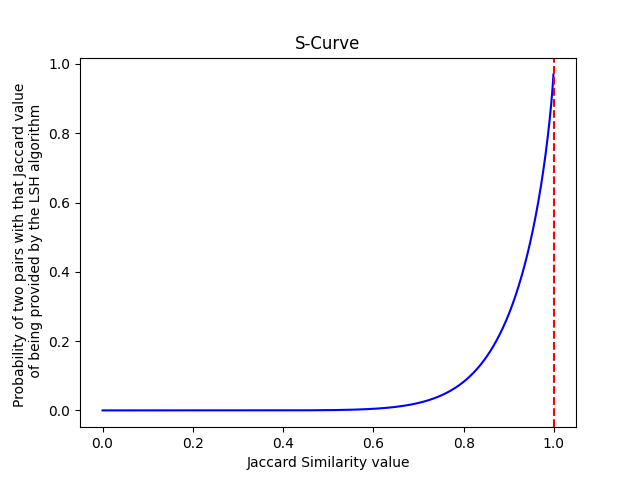 S-Curve
Probability of two pairs with that Jaccard value
of being provided by the LSH algorithm
1.0
0.8
0.6
0.4
0.2
0.0
0.0 0.2 0.4 0.6 0.8 1.0
Jaccard Similarity value